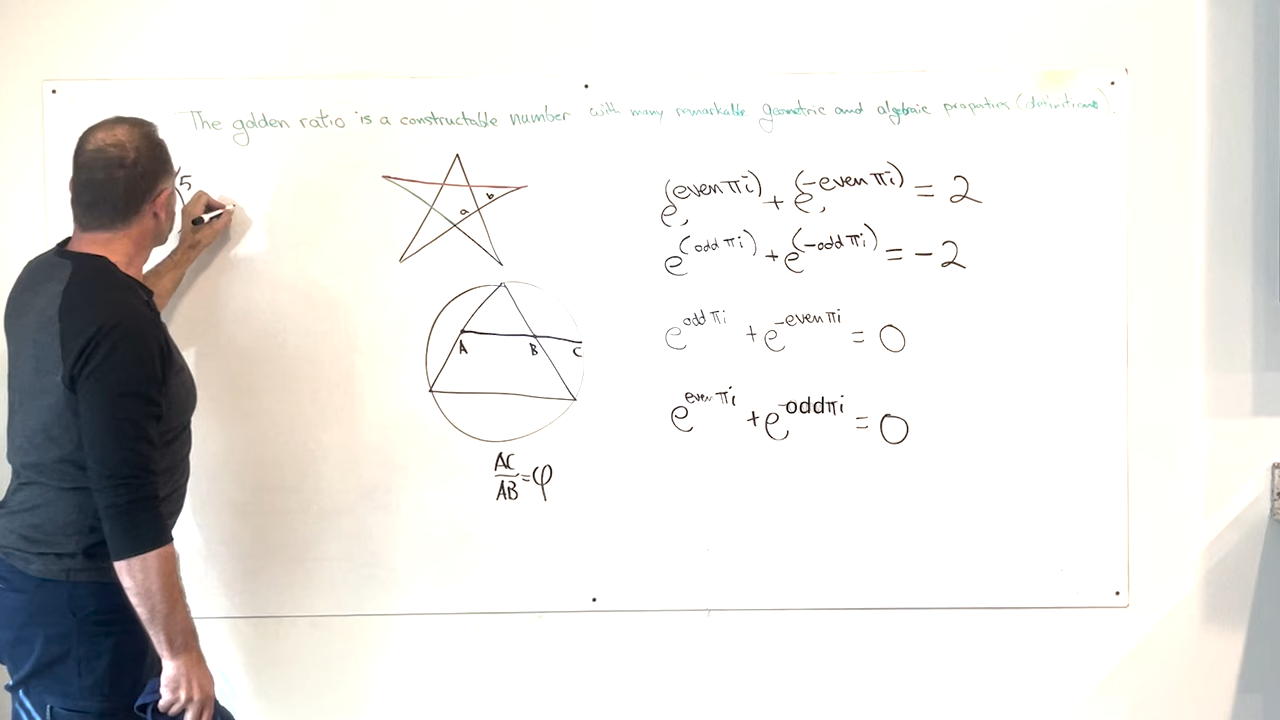 The golden ratio is a constructable number with many remarkable geometric and algebraic properties (definitions).
√5
a b
A B C
AC/AB=φ
e^(even πi) + e^(-even πi) = 2
e^(odd πi) + e^(-odd πi) = -2
e^odd πi + e^-even πi = 0
e^even πi + e^-odd πi = 0